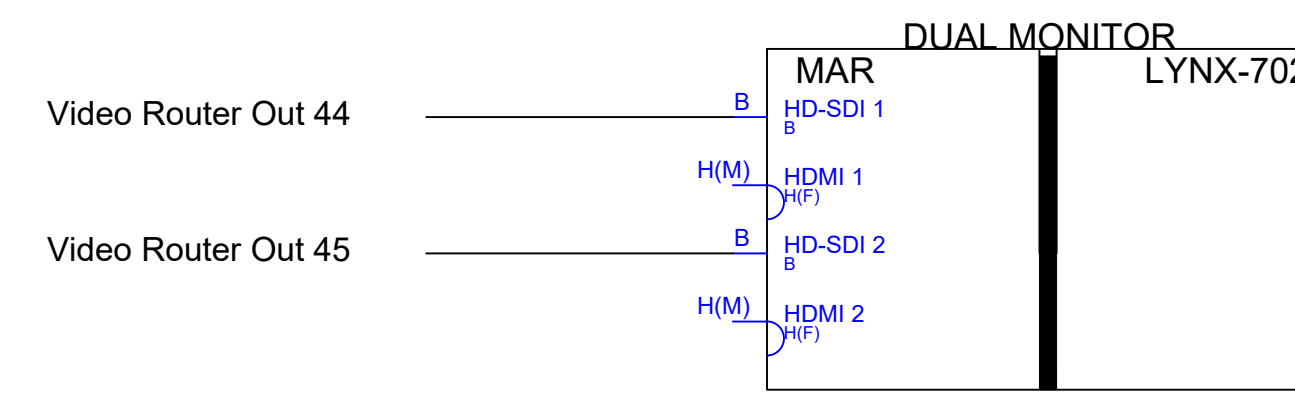 DUAL MONITOR
MAR LYNX-702
Video Router Out 44 B HD-SDI 1
B
H(M) HDMI 1
H(F)
Video Router Out 45 B HD-SDI 2
B
H(M) HDMI 2
H(F)